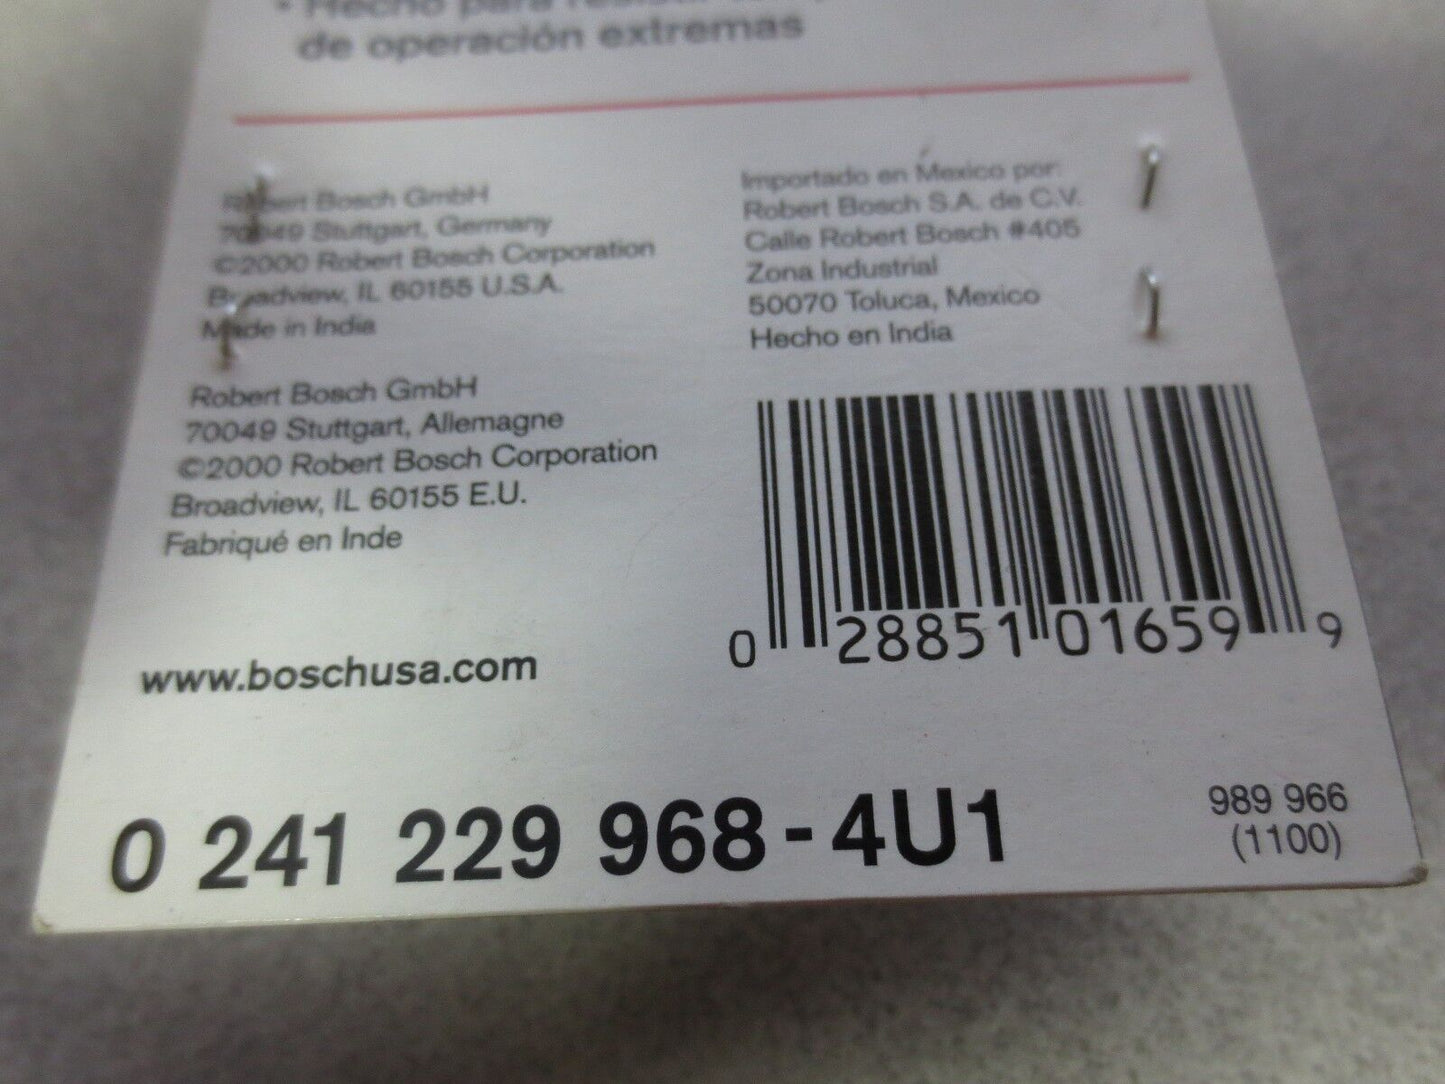 • Hecho para resistir
de operación extremas
Robert Bosch GmbH
70049 Stuttgart, Germany
©2000 Robert Bosch Corporation
Broadview, IL 60155 U.S.A.
Made in India
Robert Bosch GmbH
70049 Stuttgart, Allemagne
©2000 Robert Bosch Corporation
Broadview, IL 60155 E.U.
Fabriqué en Inde
www.boschusa.com
Importado en Mexico por:
Robert Bosch S.A. de C.V.
Calle Robert Bosch #405
Zona Industrial
50070 Toluca, Mexico
Hecho en India
0 28851 01659 9
0 241 229 968-4U1
989 966
(1100)